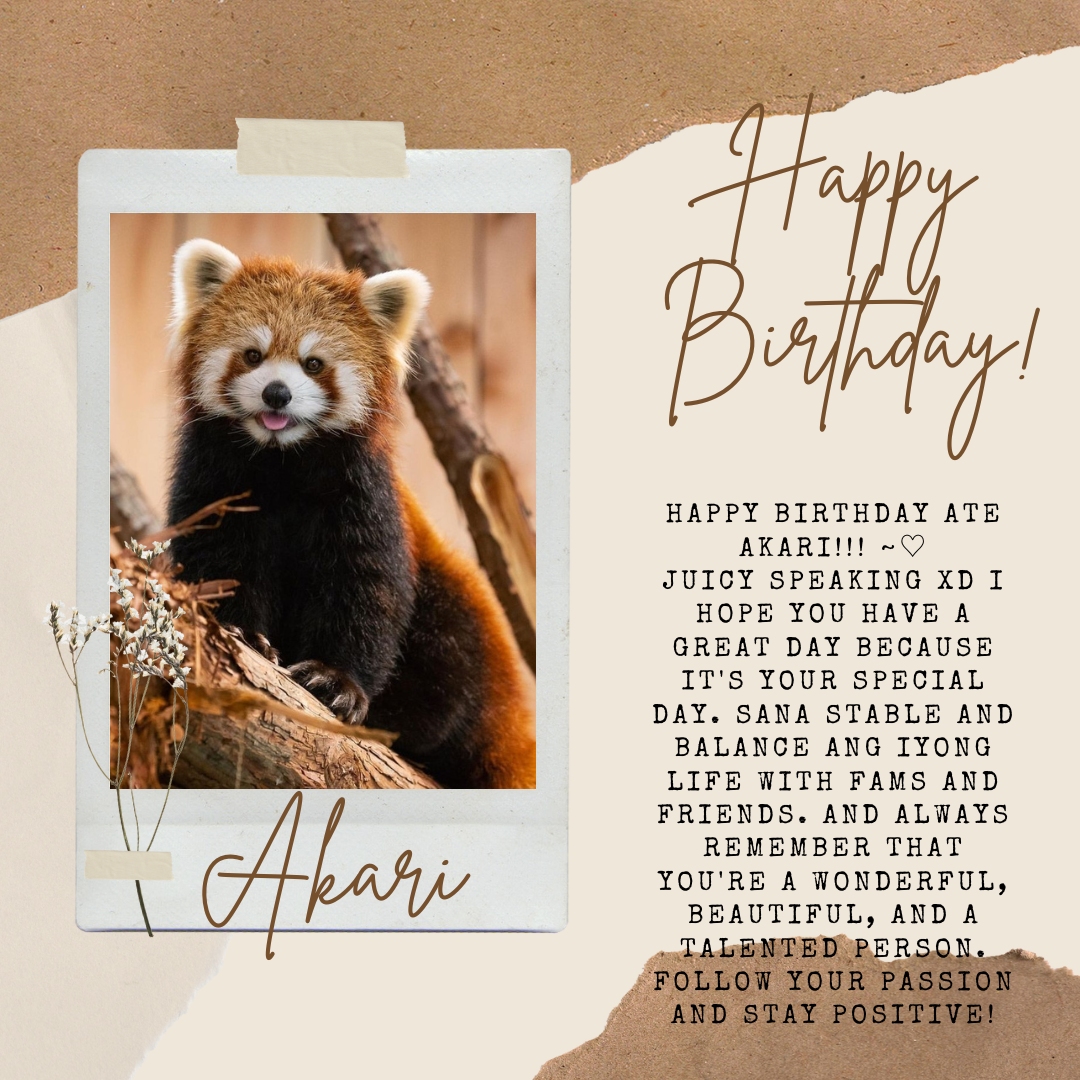 Happy
Birthday!
HAPPY BIRTHDAY ATE
AKARI!!! ~♡
JUICY SPEAKING XD I
HOPE YOU HAVE A
GREAT DAY BECAUSE
IT'S YOUR SPECIAL
DAY. SANA STABLE AND
BALANCE ANG IYONG
LIFE WITH FAMS AND
FRIENDS. AND ALWAYS
REMEMBER THAT
YOU'RE A WONDERFUL,
BEAUTIFUL, AND A
TALENTED PERSON.
FOLLOW YOUR PASSION
AND STAY POSITIVE!
Akari